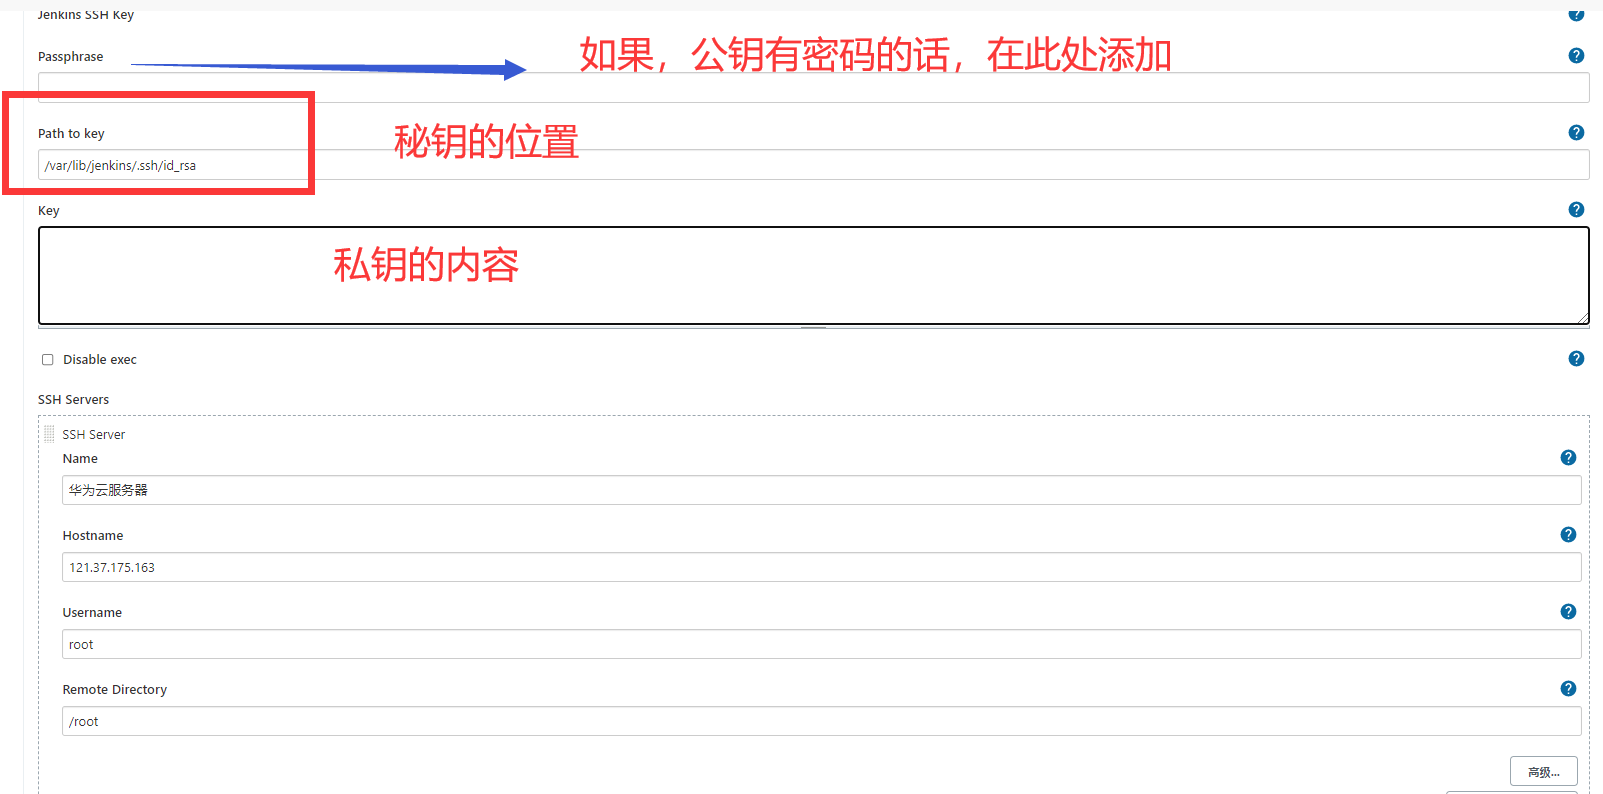 Jenkins SSH Key
Passphrase
如果，公钥有密码的话，在此处添加
Path to key
秘钥的位置
/var/lib/jenkins/.ssh/id_rsa
Key
私钥的内容
Disable exec
SSH Servers
SSH Server
Name
华为云服务器
Hostname
121.37.175.163
Username
root
Remote Directory
/root
高级...